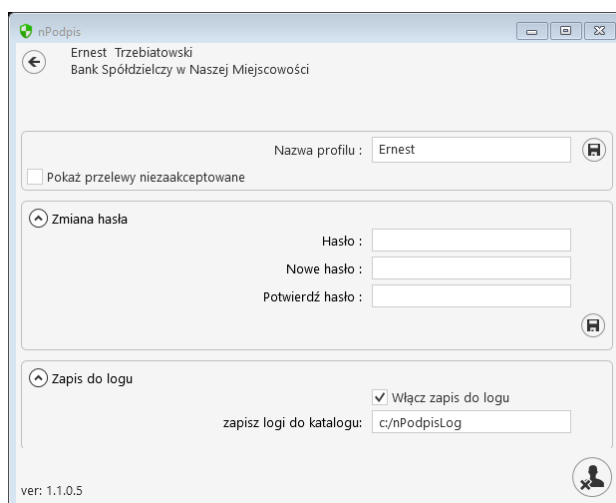 nPodpis
Ernest Trzebiatowski
Bank Spółdzielczy w Naszej Miejscowości
Nazwa profilu : Ernest
Pokaż przelewy niezaakceptowane
Zmiana hasła
Hasło :
Nowe hasło :
Potwierdź hasło :
Zapis do logu
Włącz zapis do logu
zapisz logi do katalogu: c:/nPodpisLog
ver: 1.1.0.5